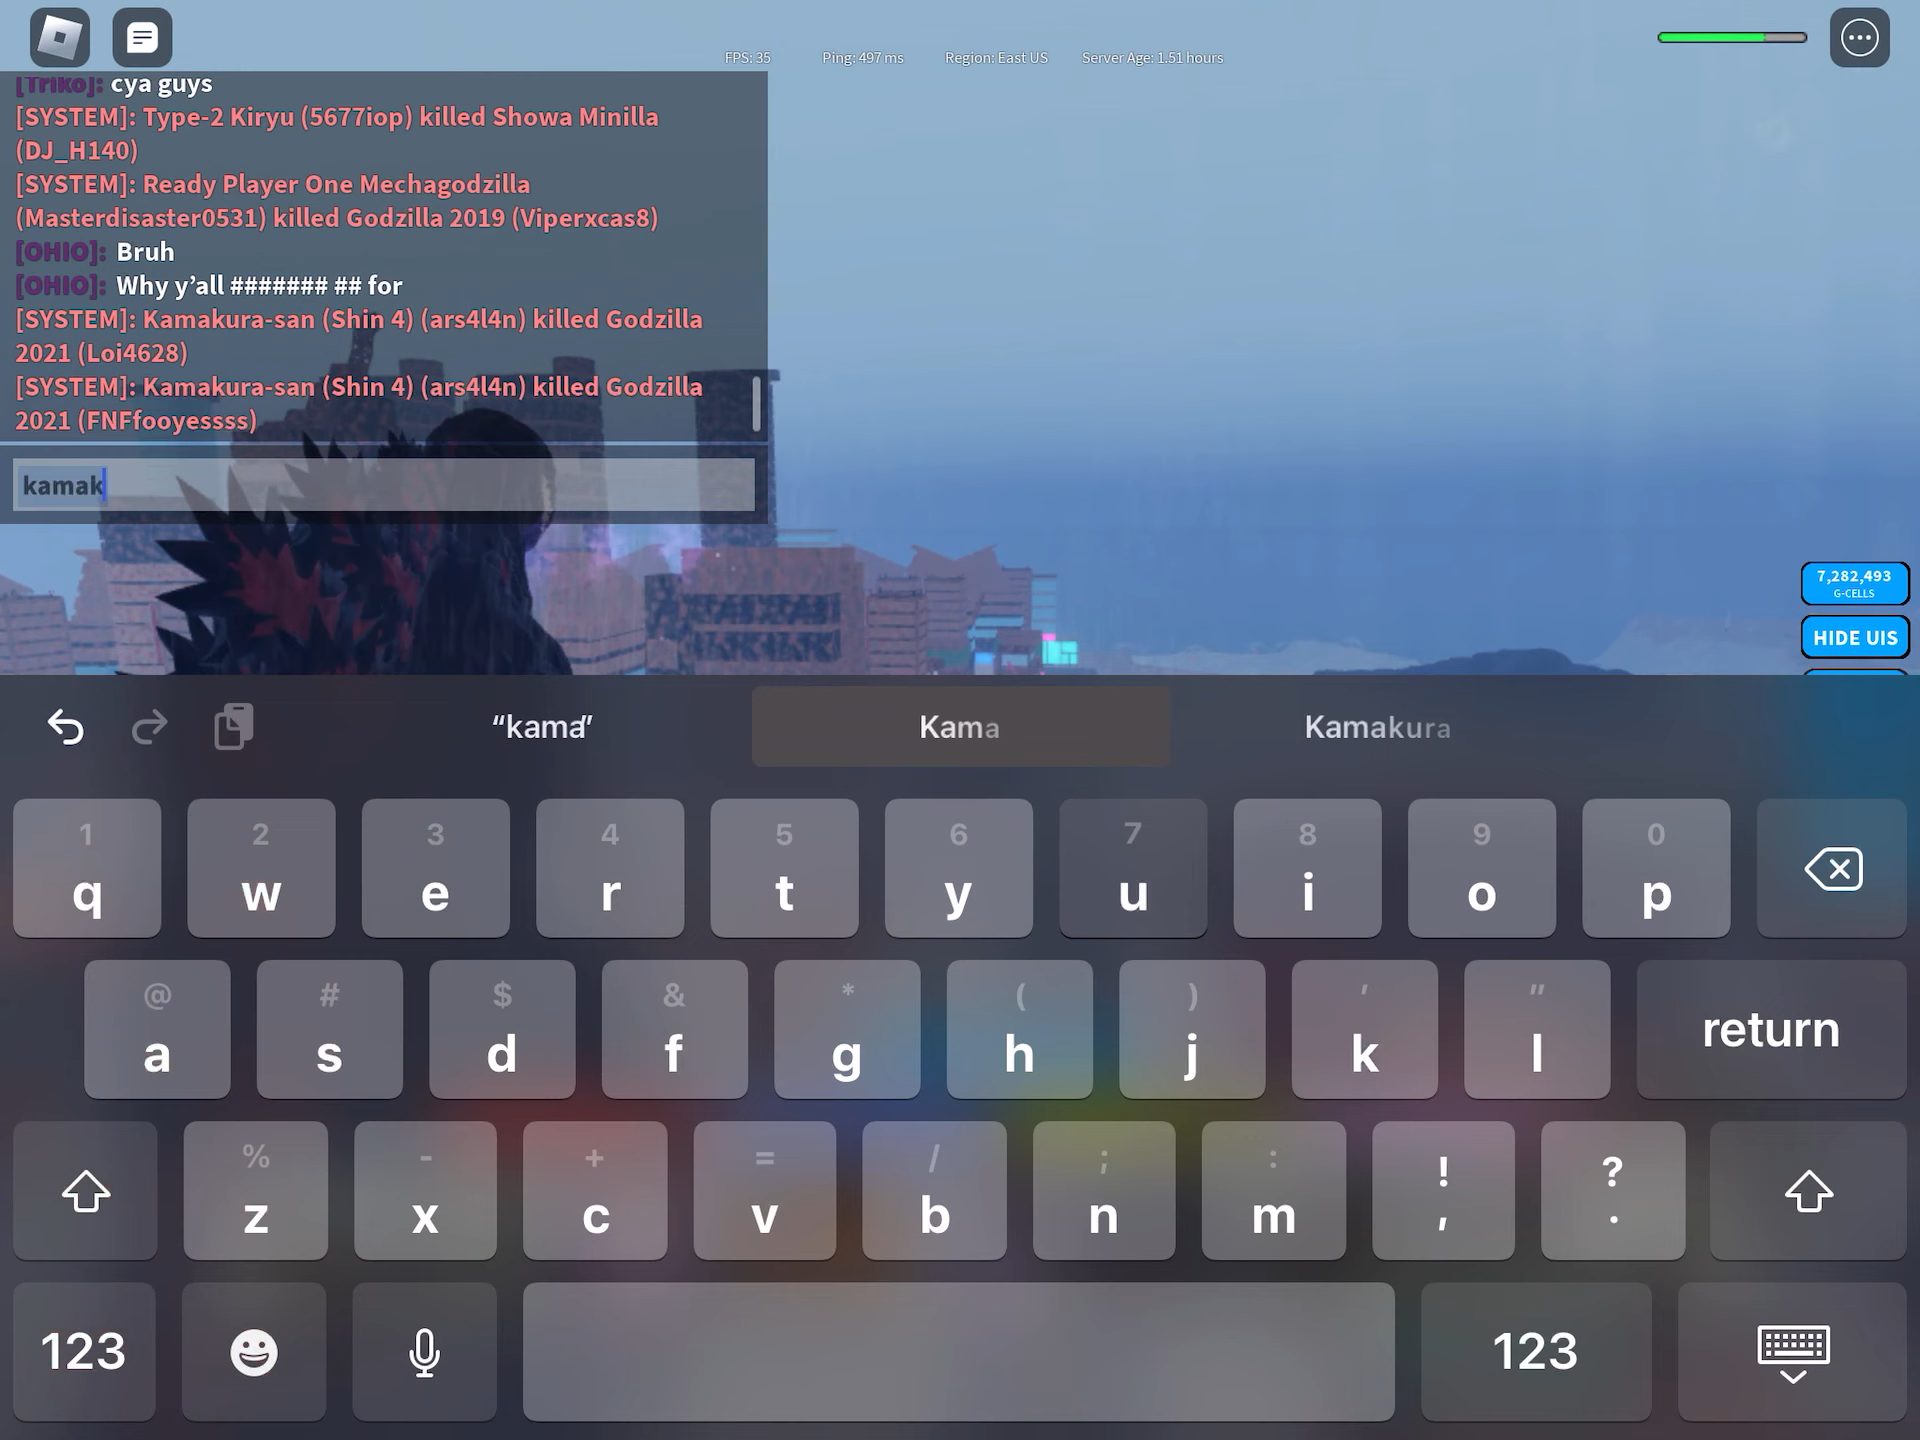 FPS: 35 Ping: 497 ms Region: East US Server Age: 1.51 hours
[Triko]: cya guys
[SYSTEM]: Type-2 Kiryu (5677iop) killed Showa Minilla
(DJ_H140)
[SYSTEM]: Ready Player One Mechagodzilla
(Masterdisaster0531) killed Godzilla 2019 (Viperxcas8)
[OHIO]: Bruh
[OHIO]: Why y’all ####### ## for
[SYSTEM]: Kamakura-san (Shin 4) (ars4l4n) killed Godzilla
2021 (Loi4628)
[SYSTEM]: Kamakura-san (Shin 4) (ars4l4n) killed Godzilla
2021 (FNFfooyessss)
kamak
7,282,493
G-CELLS
HIDE UIS
“kama” Kama Kamakura
1 2 3 4 5 6 7 8 9 0
q w e r t y u i o p
@ # $ & * ( ) ' "
a s d f g h j k l return
% - + = / ; : ! ?
z x c v b n m , .
123 123